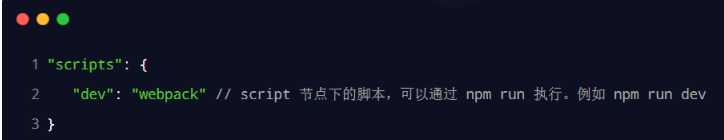 1 "scripts": {
2 "dev": "webpack" // script 节点下的脚本，可以通过 npm run 执行。例如 npm run dev
3 }